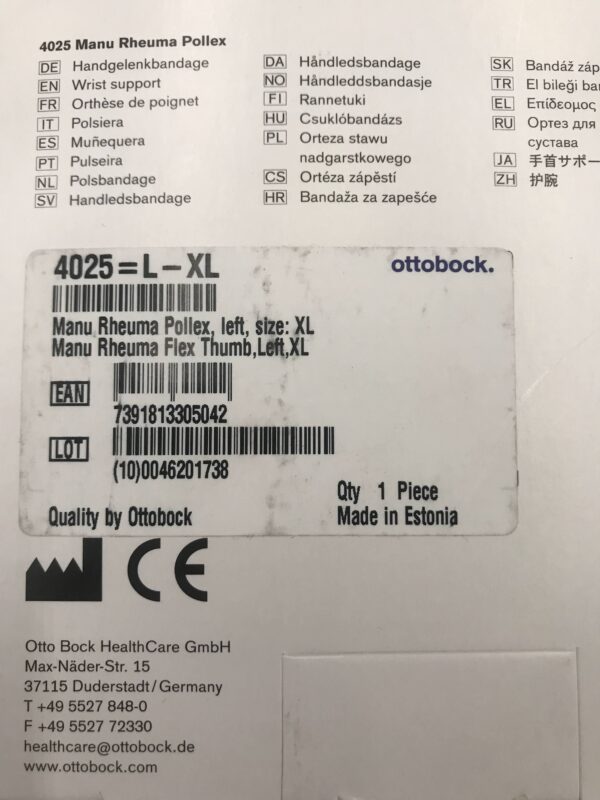 4025 Manu Rheuma Pollex
DE Handgelenkbandage
EN Wrist support
FR Orthèse de poignet
IT Polsiera
ES Muñequera
PT Pulseira
NL Polsbandage
SV Handledsbandage
DA Håndledsbandage
NO Håndleddsbandasje
FI Rannetuki
HU Csuklóbandázs
PL Orteza stawu
nadgarstkowego
CS Ortéza zápěstí
HR Bandaža za zapešće
SK Bandáž záp
TR El bileği ban
EL Επίδεσμος
RU Ортез для
сустава
JA 手首サポー
ZH 护腕
4025=L-XL
ottobock.
Manu Rheuma Pollex, left, size: XL
Manu Rheuma Flex Thumb,Left,XL
EAN
7391813305042
LOT
(10)0046201738
Qty 1 Piece
Quality by Ottobock
Made in Estonia
CE
Otto Bock HealthCare GmbH
Max-Näder-Str. 15
37115 Duderstadt/Germany
T +49 5527 848-0
F +49 5527 72330
healthcare@ottobock.de
www.ottobock.com